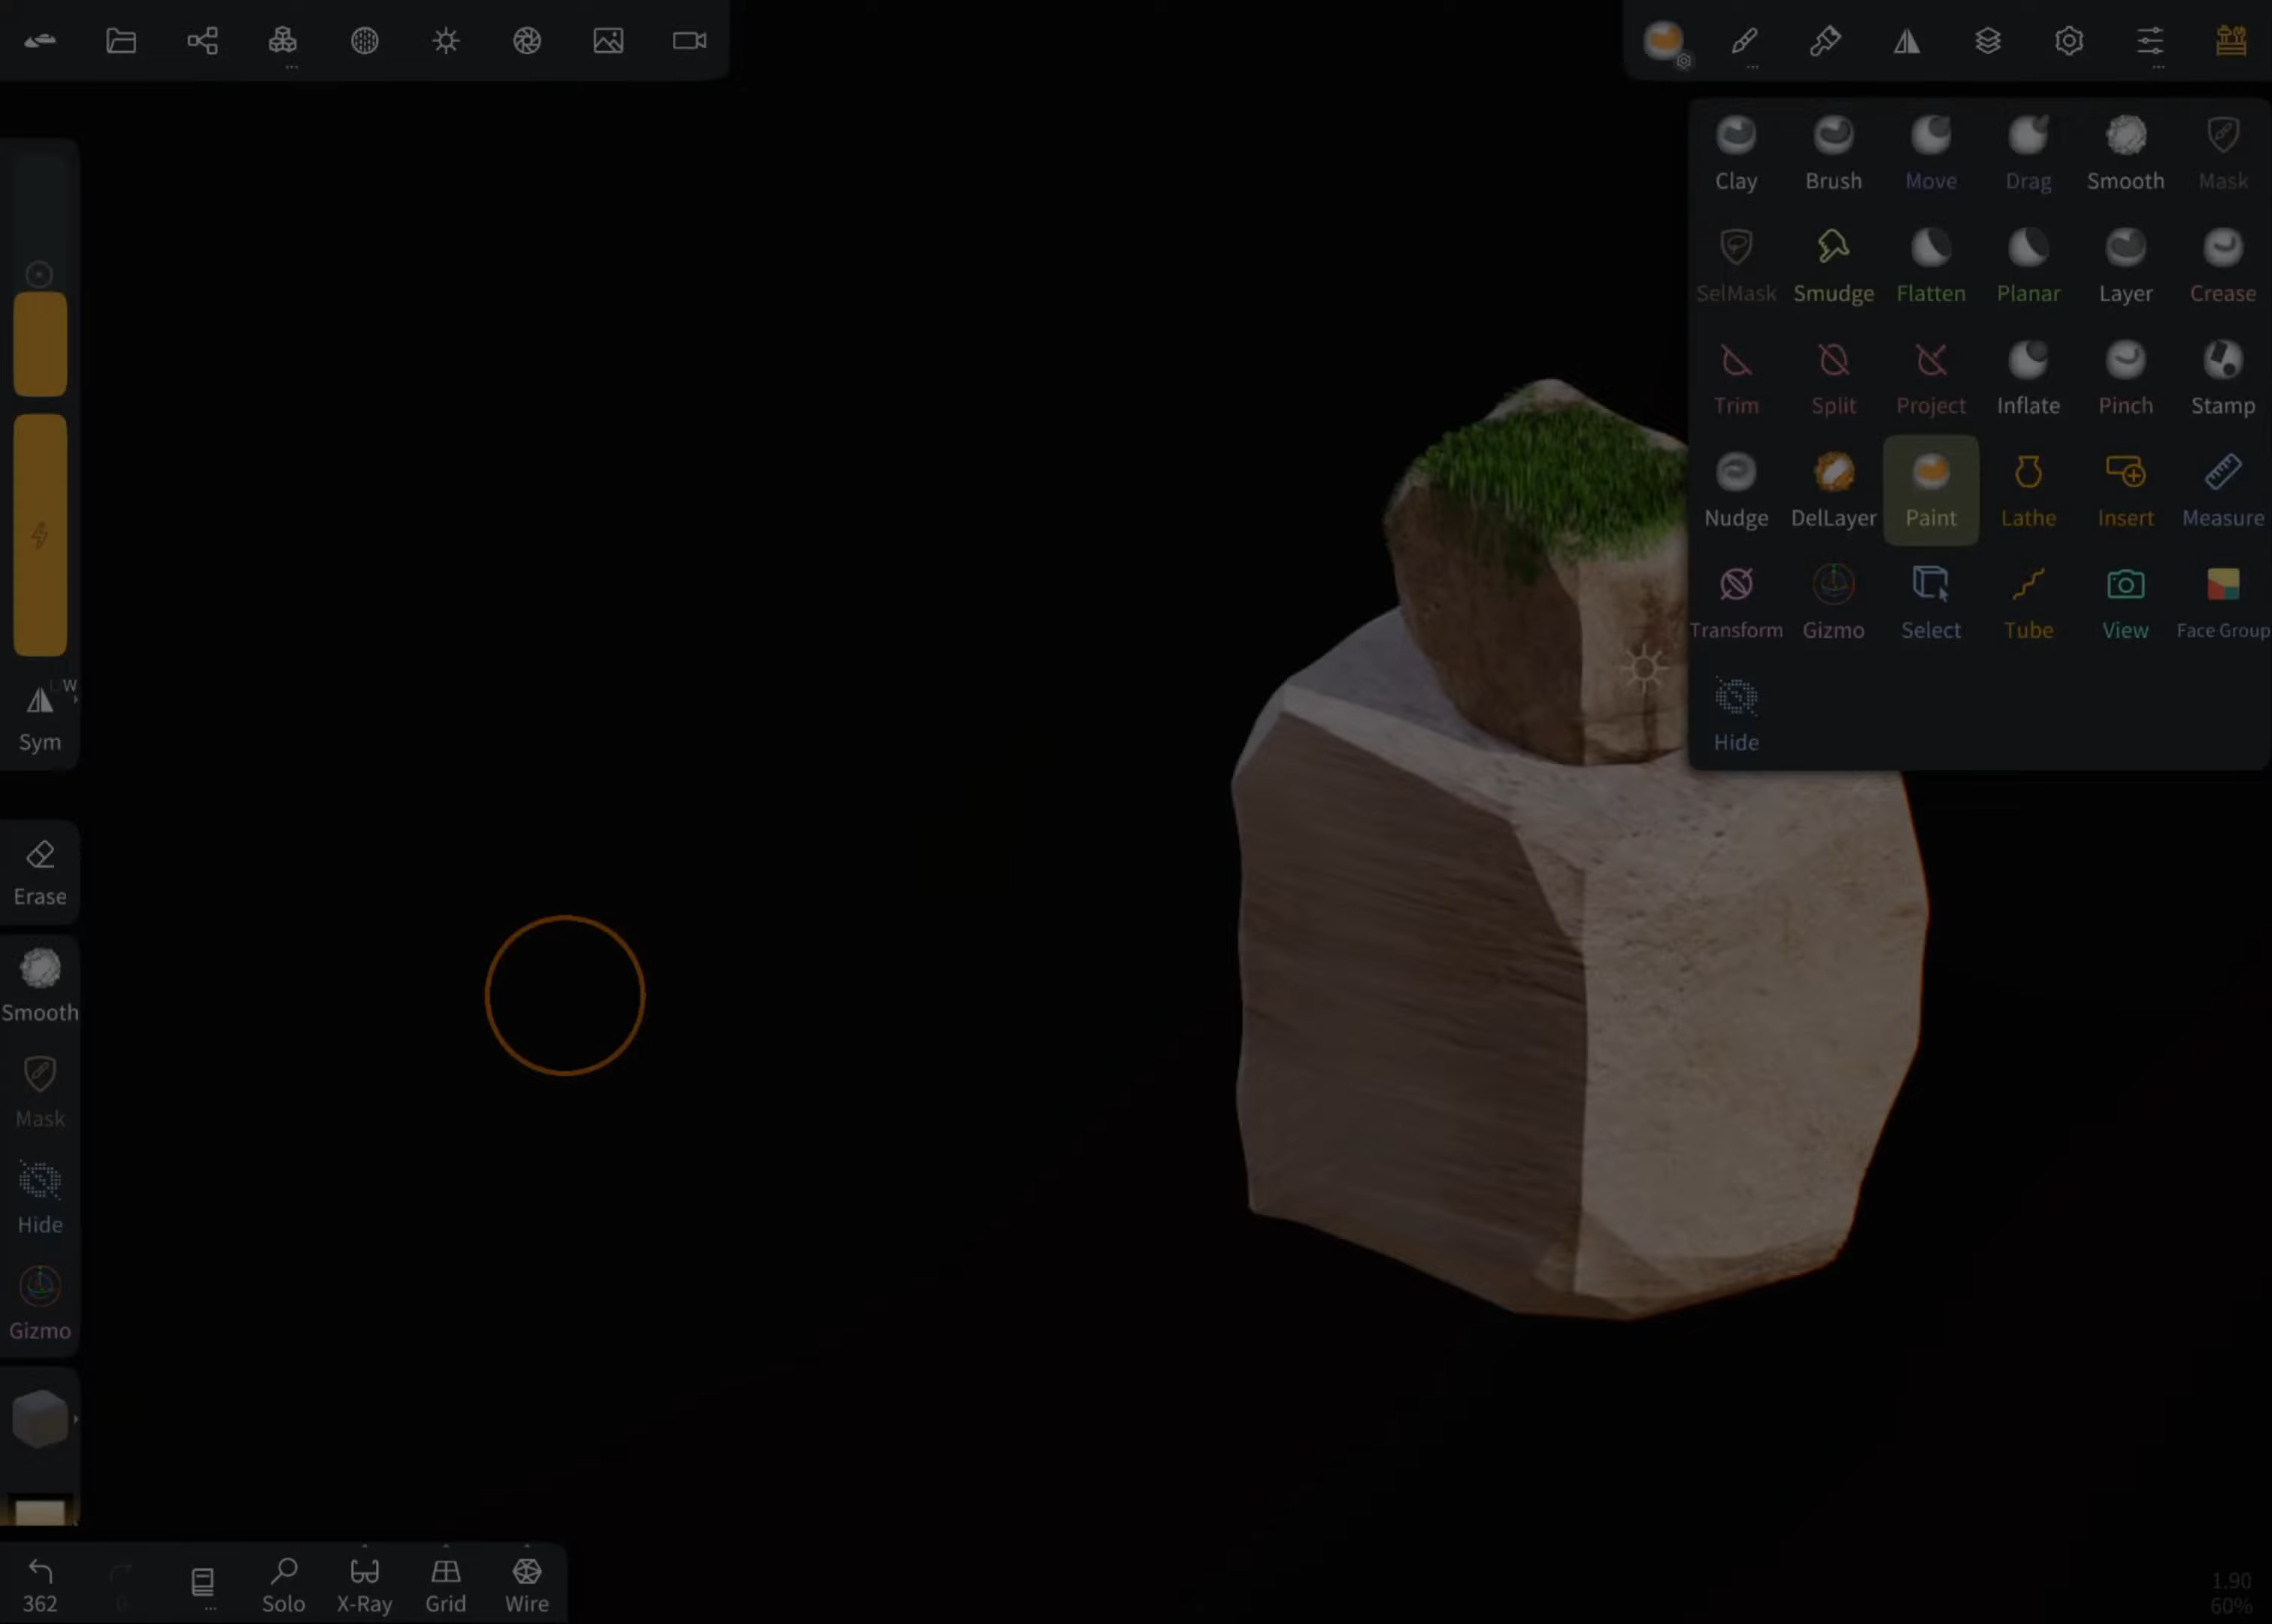 Clay Brush Move Drag Smooth Mask
SelMask Smudge Flatten Planar Layer Crease
Trim Split Project Inflate Pinch Stamp
Nudge DelLayer Paint Lathe Insert Measure
Transform Gizmo Select Tube View Face Group
Hide
Sym
Erase
Smooth
Mask
Hide
Gizmo
362 0 Solo X-Ray Grid Wire
1.90
60%